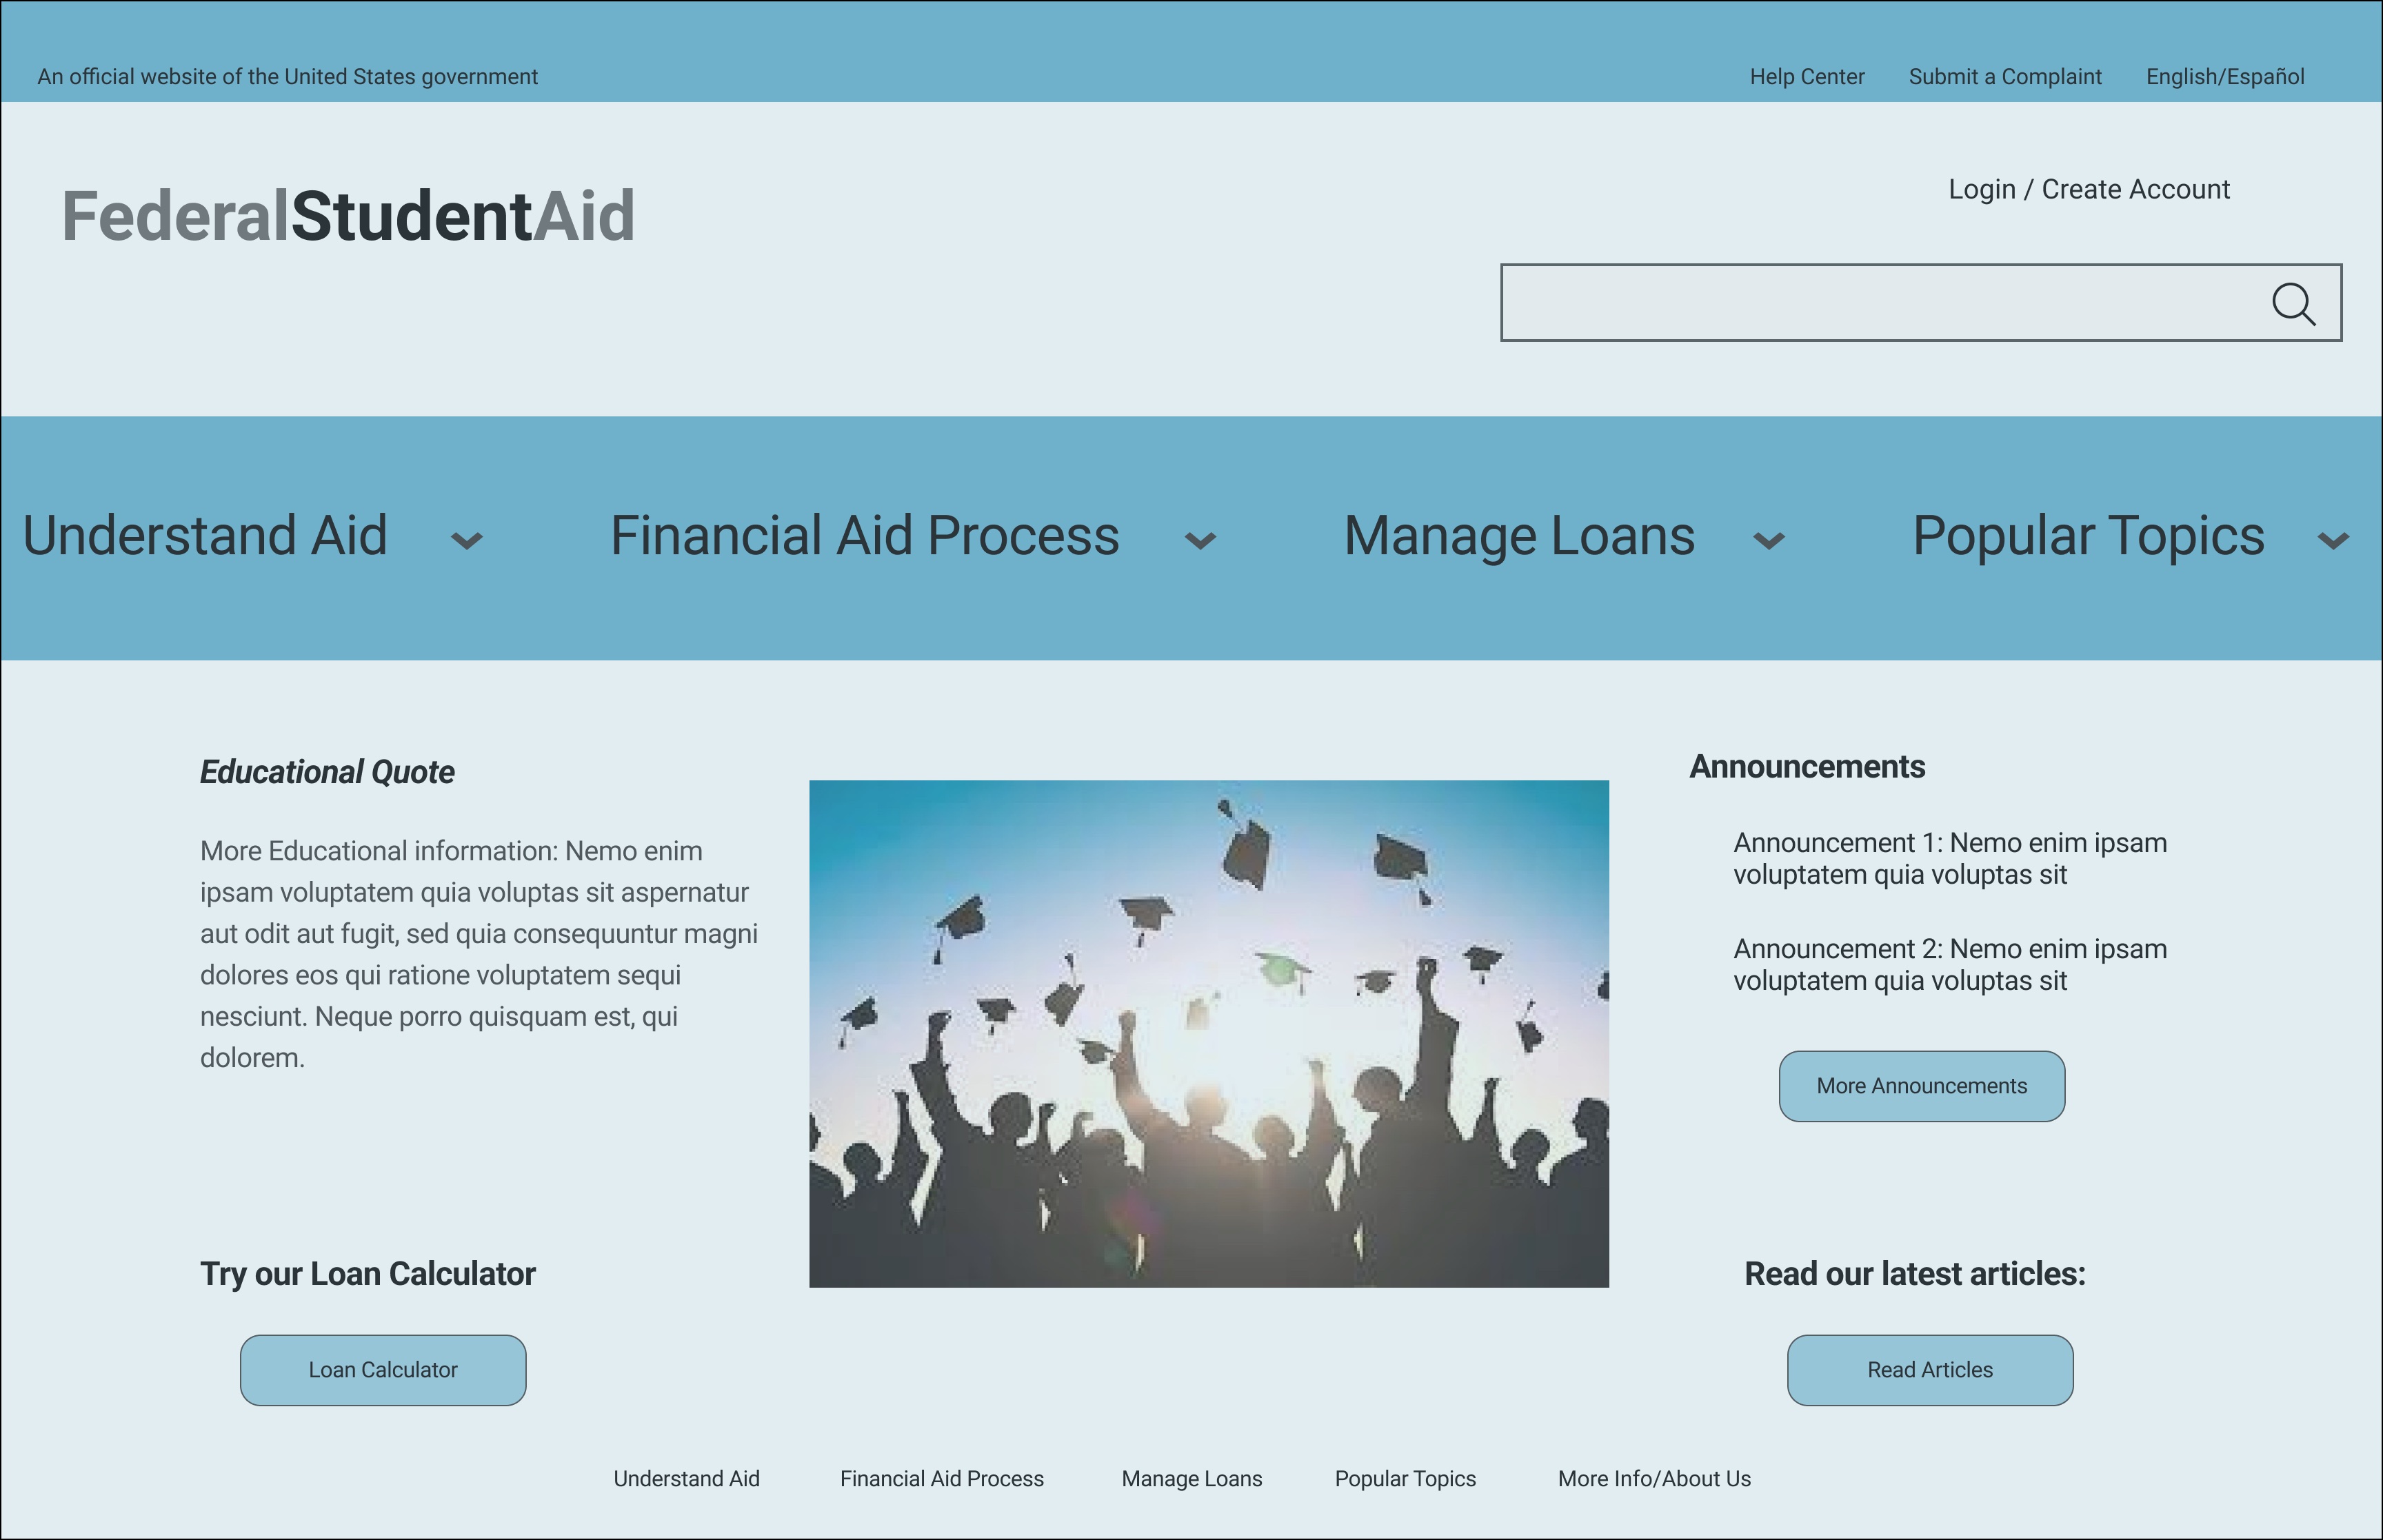 An official website of the United States government
Help Center
Submit a Complaint
English/Español
FederalStudentAid
Login / Create Account
Understand Aid
Financial Aid Process
Manage Loans
Popular Topics
Educational Quote
More Educational information: Nemo enim
ipsam voluptatem quia voluptas sit aspernatur
aut odit aut fugit, sed quia consequuntur magni
dolores eos qui ratione voluptatem sequi
nesciunt. Neque porro quisquam est, qui
dolorem.
Announcements
Announcement 1: Nemo enim ipsam
voluptatem quia voluptas sit
Announcement 2: Nemo enim ipsam
voluptatem quia voluptas sit
More Announcements
Try our Loan Calculator
Loan Calculator
Read our latest articles:
Read Articles
Understand Aid
Financial Aid Process
Manage Loans
Popular Topics
More Info/About Us